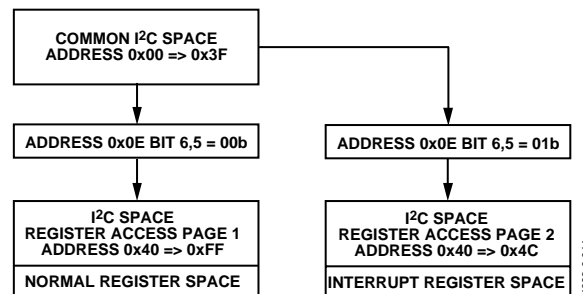 COMMON I²C SPACE
ADDRESS 0x00 => 0x3F
ADDRESS 0x0E BIT 6,5 = 00b
ADDRESS 0x0E BIT 6,5 = 01b
I²C SPACE
REGISTER ACCESS PAGE 1
ADDRESS 0x40 => 0xFF
NORMAL REGISTER SPACE
I²C SPACE
REGISTER ACCESS PAGE 2
ADDRESS 0x40 => 0x4C
INTERRUPT REGISTER SPACE